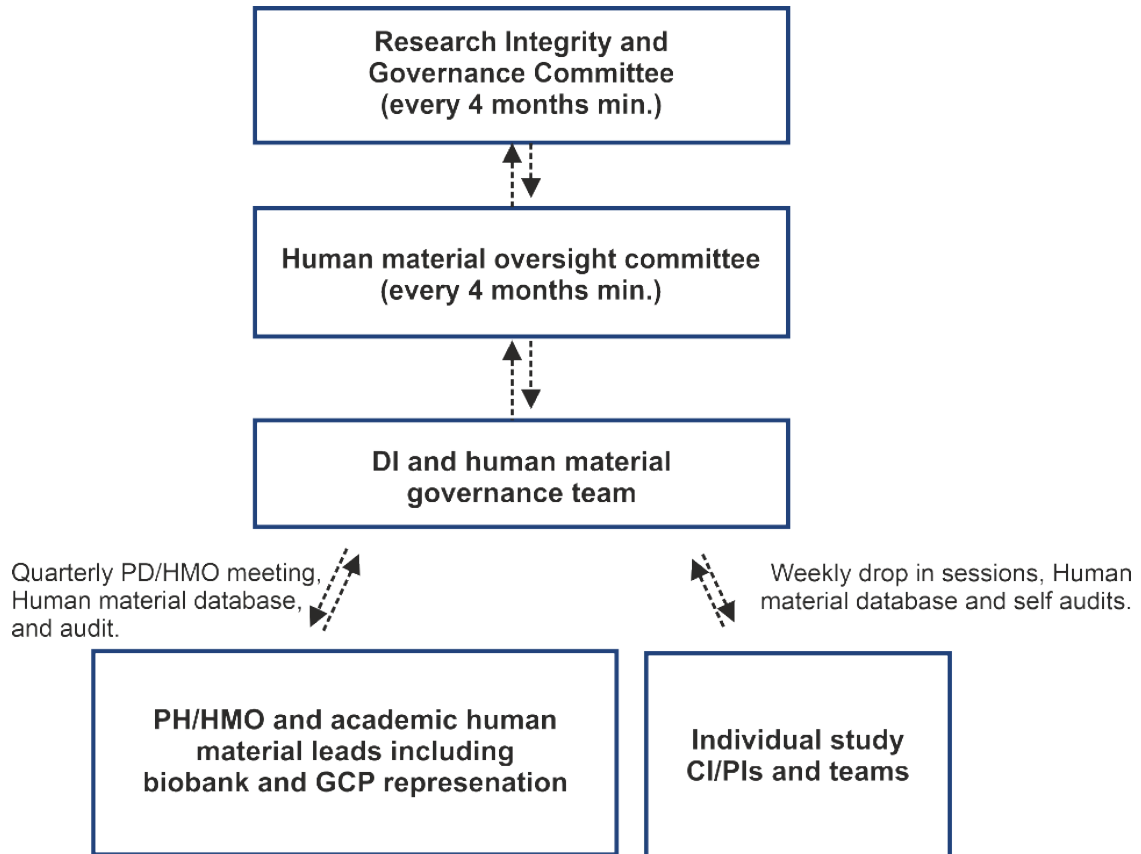 Research Integrity and
Governance Committee
(every 4 months min.)
Human material oversight committee
(every 4 months min.)
DI and human material
governance team
Quarterly PD/HMO meeting,
Human material database,
and audit.
Weekly drop in sessions, Human
material database and self audits.
PH/HMO and academic human
material leads including
biobank and GCP represenation
Individual study
CI/PIs and teams